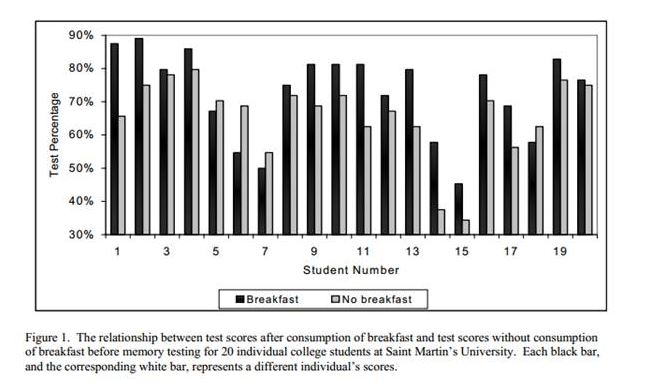 90%
80%
70%
60%
50%
40%
30%
Test Percentage
1 3 5 7 9 11 13 15 17 19
Student Number
Breakfast No breakfast
Figure 1. The relationship between test scores after consumption of breakfast and test scores without consumption
of breakfast before memory testing for 20 individual college students at Saint Martin's University. Each black bar,
and the corresponding white bar, represents a different individual's scores.